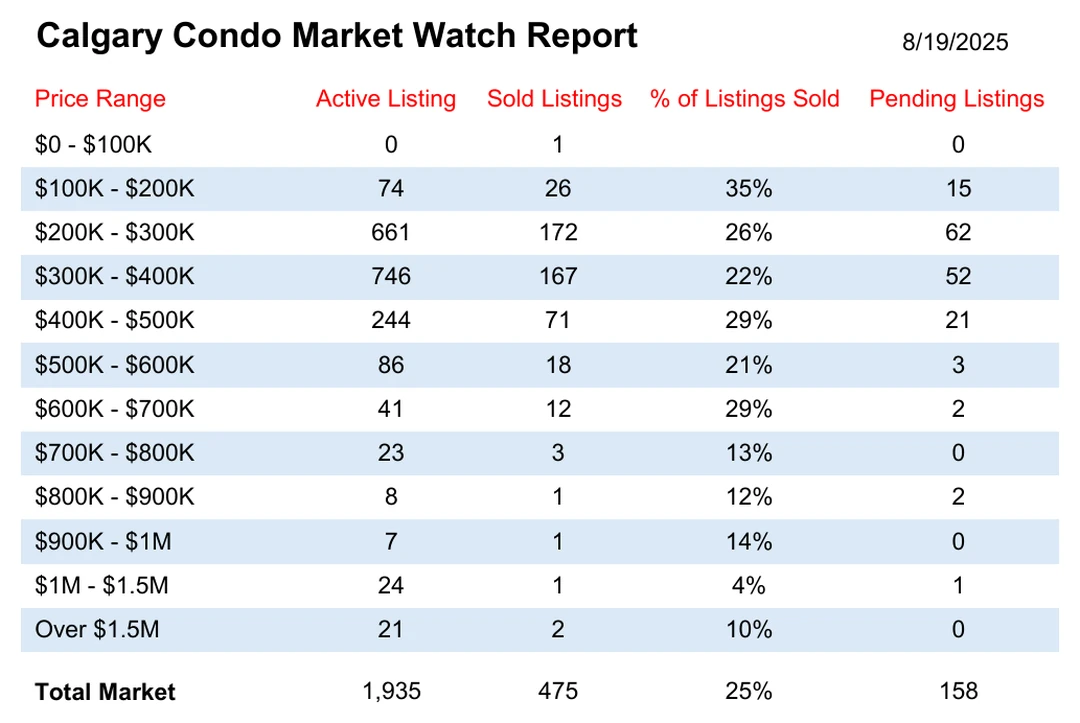 Calgary Condo Market Watch Report 8/19/2025
Price Range Active Listing Sold Listings % of Listings Sold Pending Listings
$0 - $100K 0 1 0
$100K - $200K 74 26 35% 15
$200K - $300K 661 172 26% 62
$300K - $400K 746 167 22% 52
$400K - $500K 244 71 29% 21
$500K - $600K 86 18 21% 3
$600K - $700K 41 12 29% 2
$700K - $800K 23 3 13% 0
$800K - $900K 8 1 12% 2
$900K - $1M 7 1 14% 0
$1M - $1.5M 24 1 4% 1
Over $1.5M 21 2 10% 0
Total Market 1,935 475 25% 158